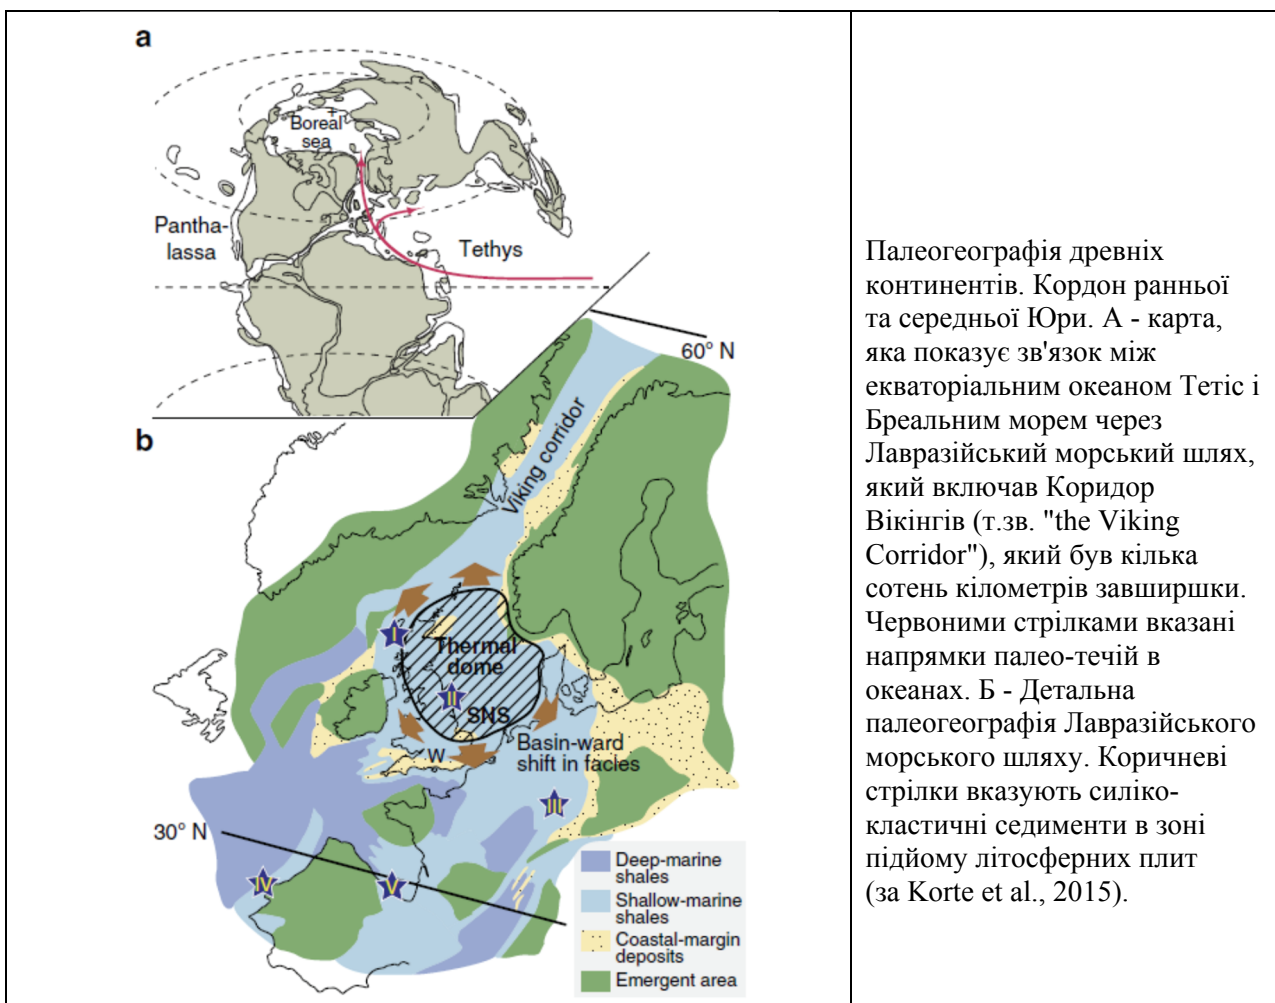 a
Boreal
sea
Pantha-
lassa
Tethys
60° N
b
Viking corridor
I
Thermal
dome
II
SNS
W
Basin-ward
shift in facies
III
30° N
IV
V
Deep-marine
shales
Shallow-marine
shales
Coastal-margin
deposits
Emergent area
Палеогеографія древніх
континентів. Кордон ранньої
та середньої Юри. А - карта,
яка показує зв'язок між
екваторіальним океаном Тетіс і
Бреальним морем через
Лавразійський морський шлях,
який включав Коридор
Вікінгів (т.зв. "the Viking
Corridor"), який був кілька
сотень кілометрів завширшки.
Червоними стрілками вказані
напрямки палео-течій в
океанах. Б - Детальна
палеогеографія Лавразійського
морського шляху. Коричневі
стрілки вказують силіко-
кластичні седименти в зоні
підйому літосферних плит
(за Korte et al., 2015).